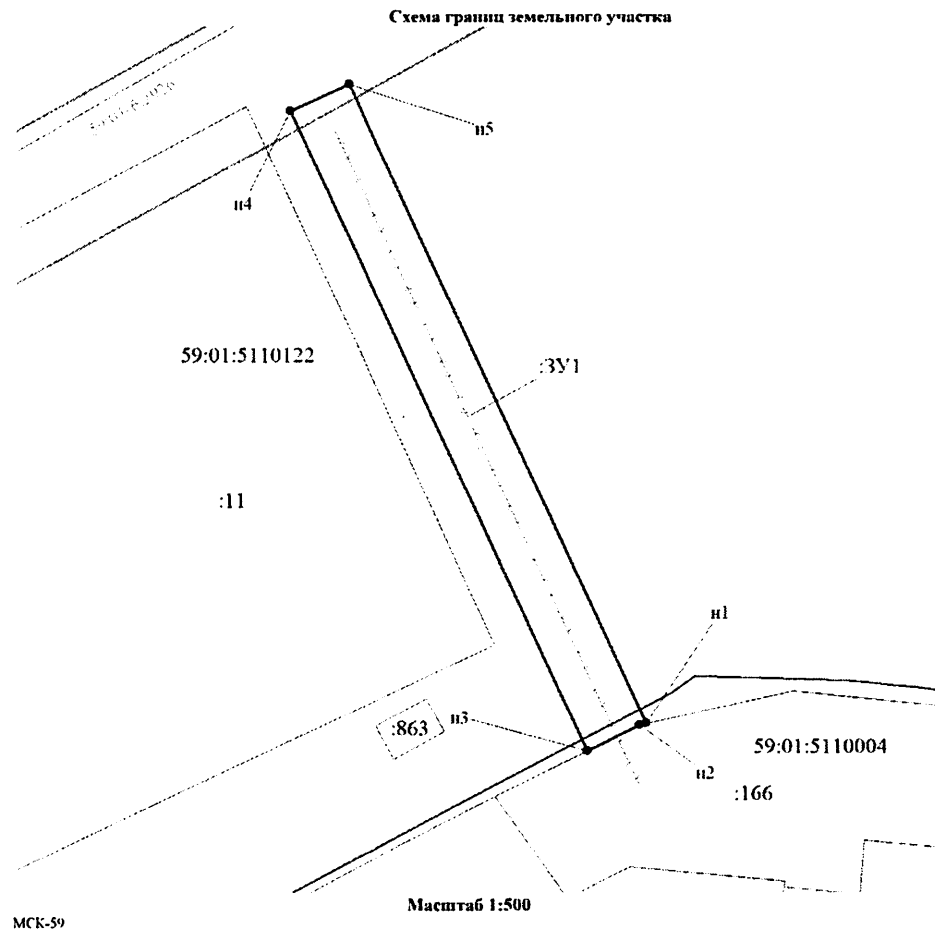 Схема границ земельного участка
н5
н4
59:01:5110122
:ЗУ1
:11
н1
н3
:863
59:01:5110004
н2
:166
Масштаб 1:500
МСК-59